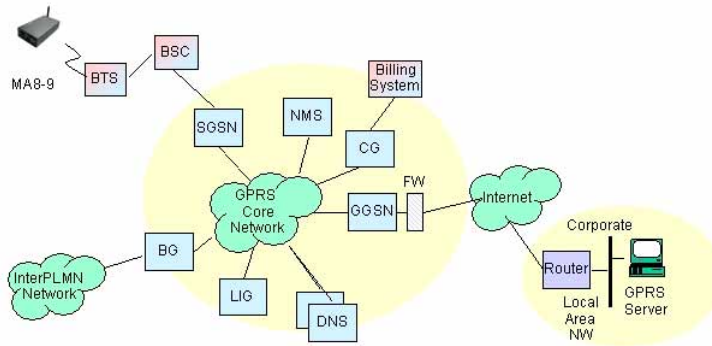 MA8-9
BTS
BSC
Billing
System
SGSN
NMS
CG
GPRS
Core
Network
GGSN
FW
Internet
BG
InterPLMN
Network
LIG
DNS
Corporate
Router
Local
Area
NW
GPRS
Server